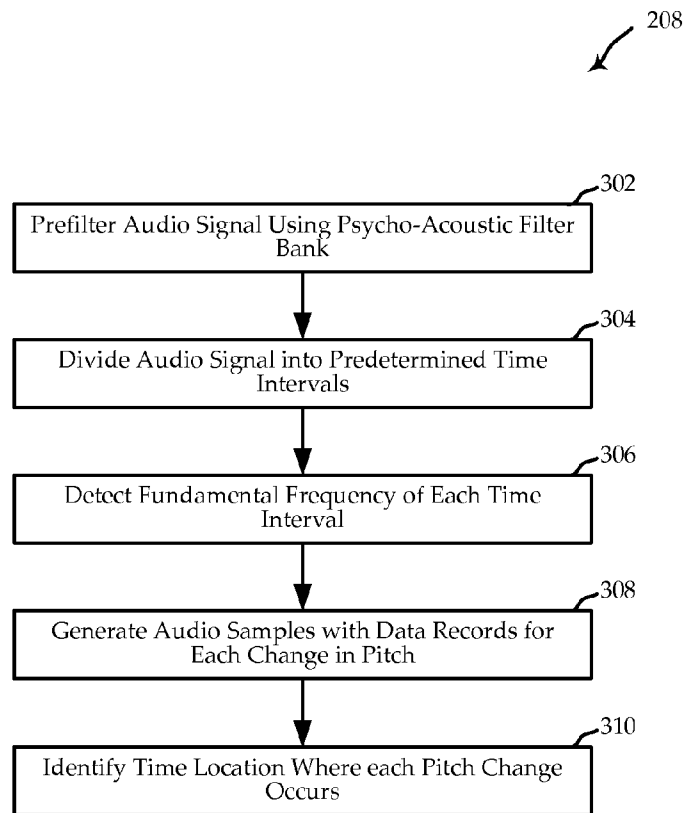 208
302
Prefilter Audio Signal Using Psycho-Acoustic Filter
Bank
304
Divide Audio Signal into Predetermined Time
Intervals
306
Detect Fundamental Frequency of Each Time
Interval
308
Generate Audio Samples with Data Records for
Each Change in Pitch
310
Identify Time Location Where each Pitch Change
Occurs